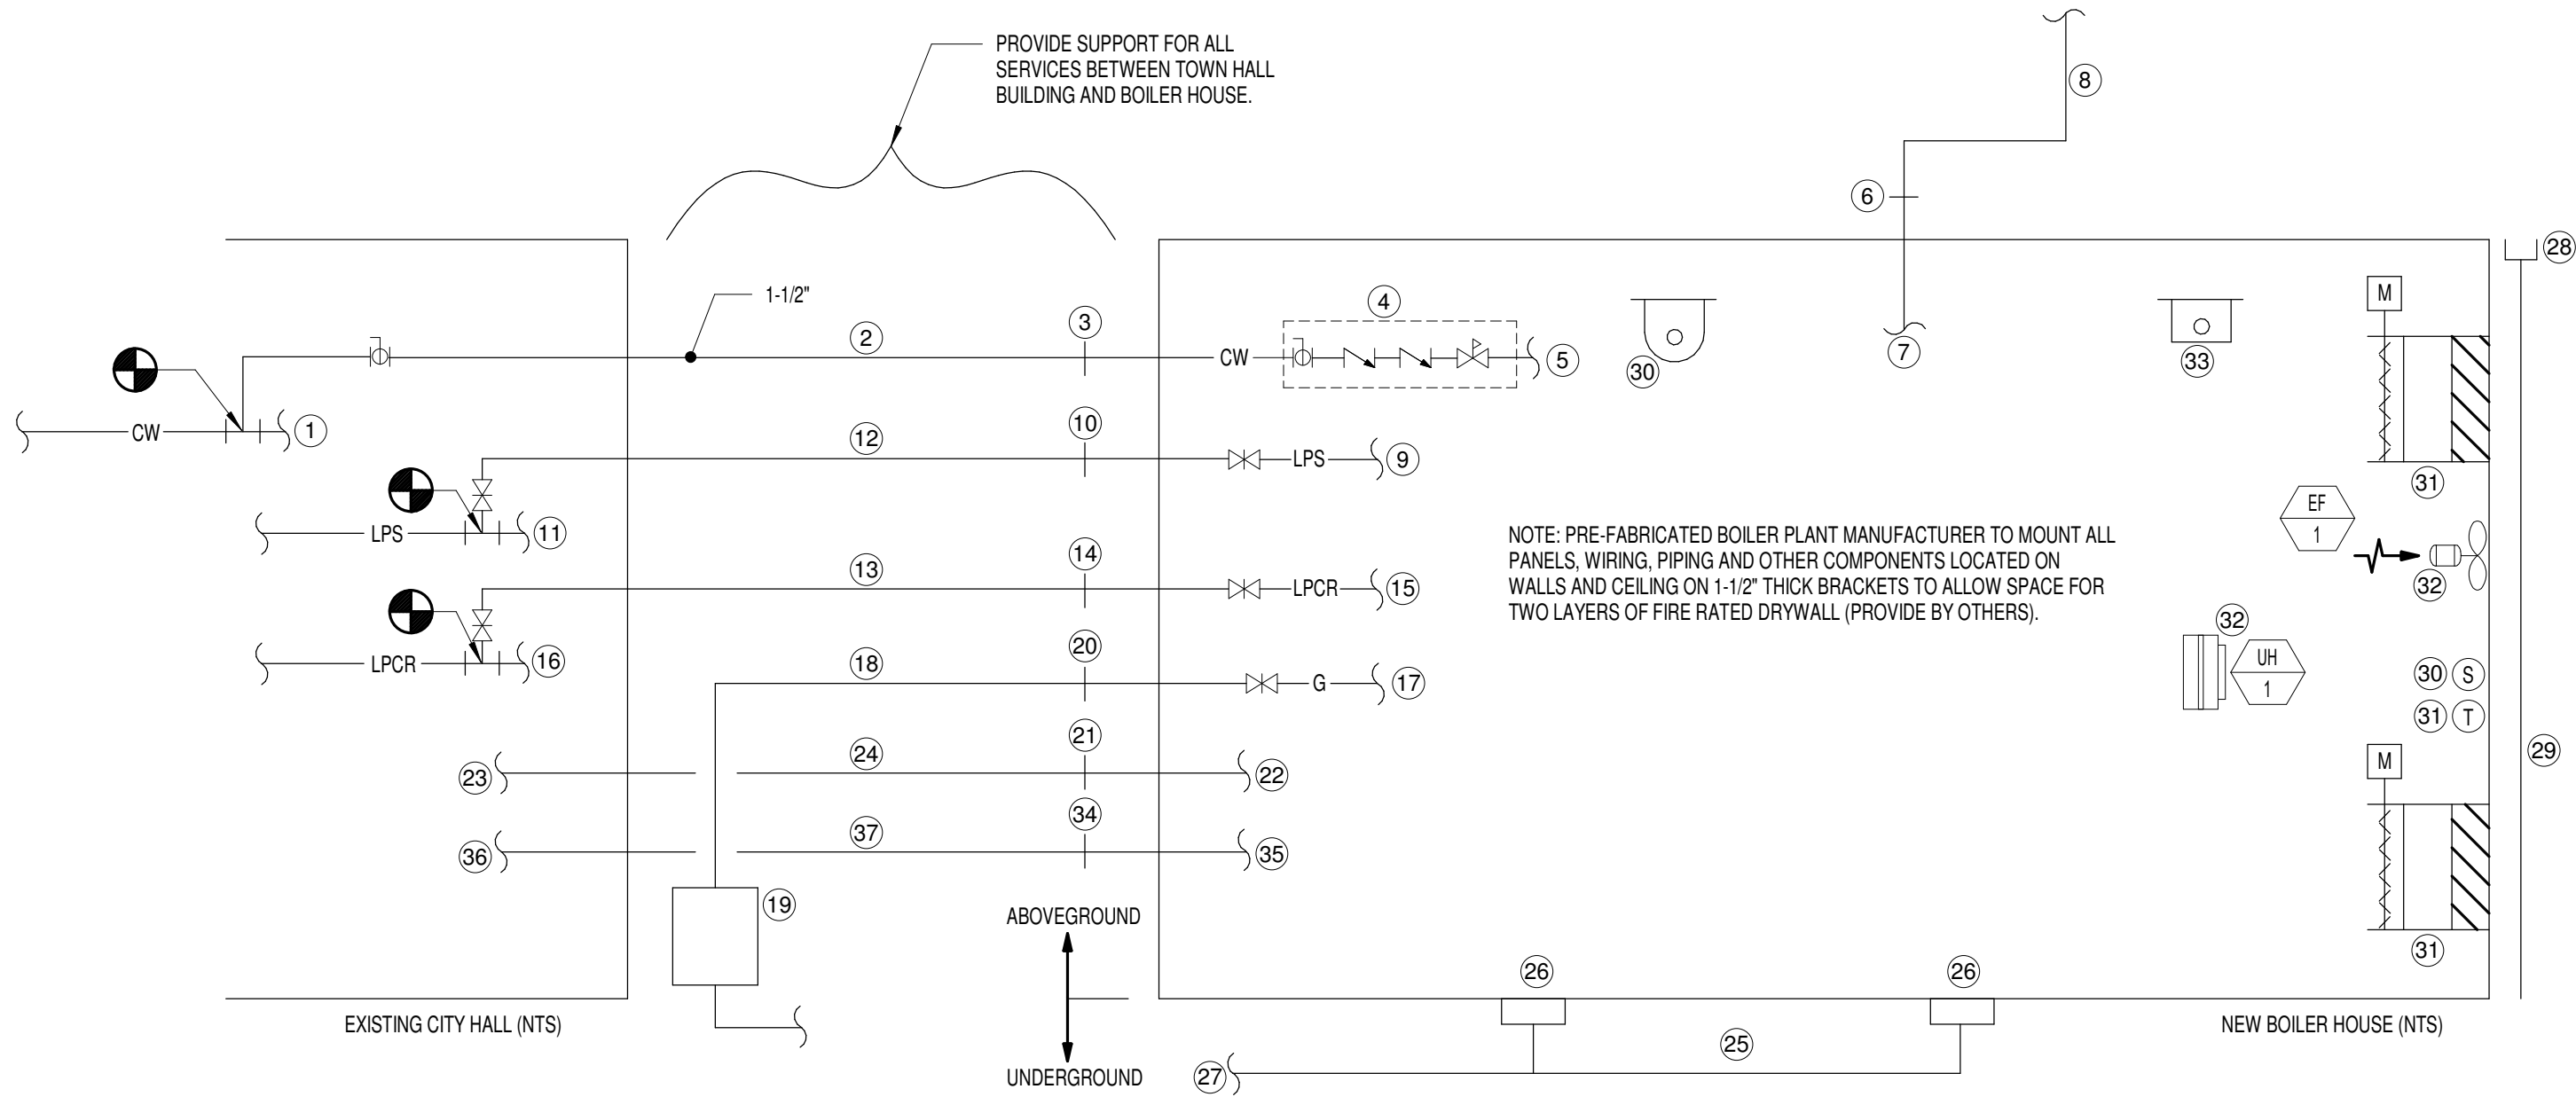 PROVIDE SUPPORT FOR ALL
SERVICES BETWEEN TOWN HALL
BUILDING AND BOILER HOUSE.
8
6
28
1-1/2"
M
4
3
2
CW
5
30
7
33
CW
1
10
12
LPS
9
31
LPS
11
EF
1
NOTE: PRE-FABRICATED BOILER PLANT MANUFACTURER TO MOUNT ALL
PANELS, WIRING, PIPING AND OTHER COMPONENTS LOCATED ON
WALLS AND CEILING ON 1-1/2" THICK BRACKETS TO ALLOW SPACE FOR
TWO LAYERS OF FIRE RATED DRYWALL (PROVIDE BY OTHERS).
14
13
LPCR
15
32
32
LPCR
16
20
18
G
17
UH
1
30
S
31
T
21
24
23
22
M
29
34
37
36
35
19
ABOVEGROUND
31
26
26
EXISTING CITY HALL (NTS)
NEW BOILER HOUSE (NTS)
25
UNDERGROUND
27